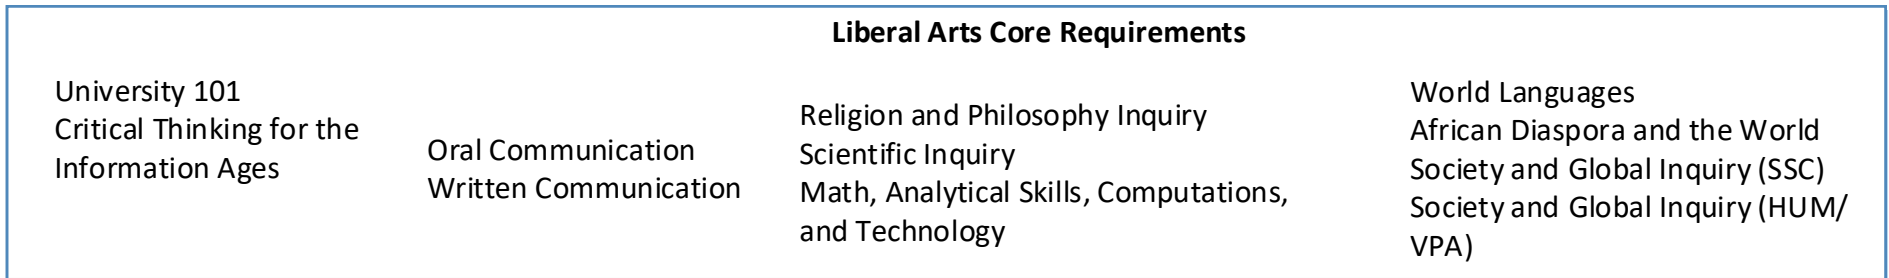 Liberal Arts Core Requirements
University 101
Critical Thinking for the
Information Ages
Oral Communication
Written Communication
Religion and Philosophy Inquiry
Scientific Inquiry
Math, Analytical Skills, Computations,
and Technology
World Languages
African Diaspora and the World
Society and Global Inquiry (SSC)
Society and Global Inquiry (HUM/
VPA)